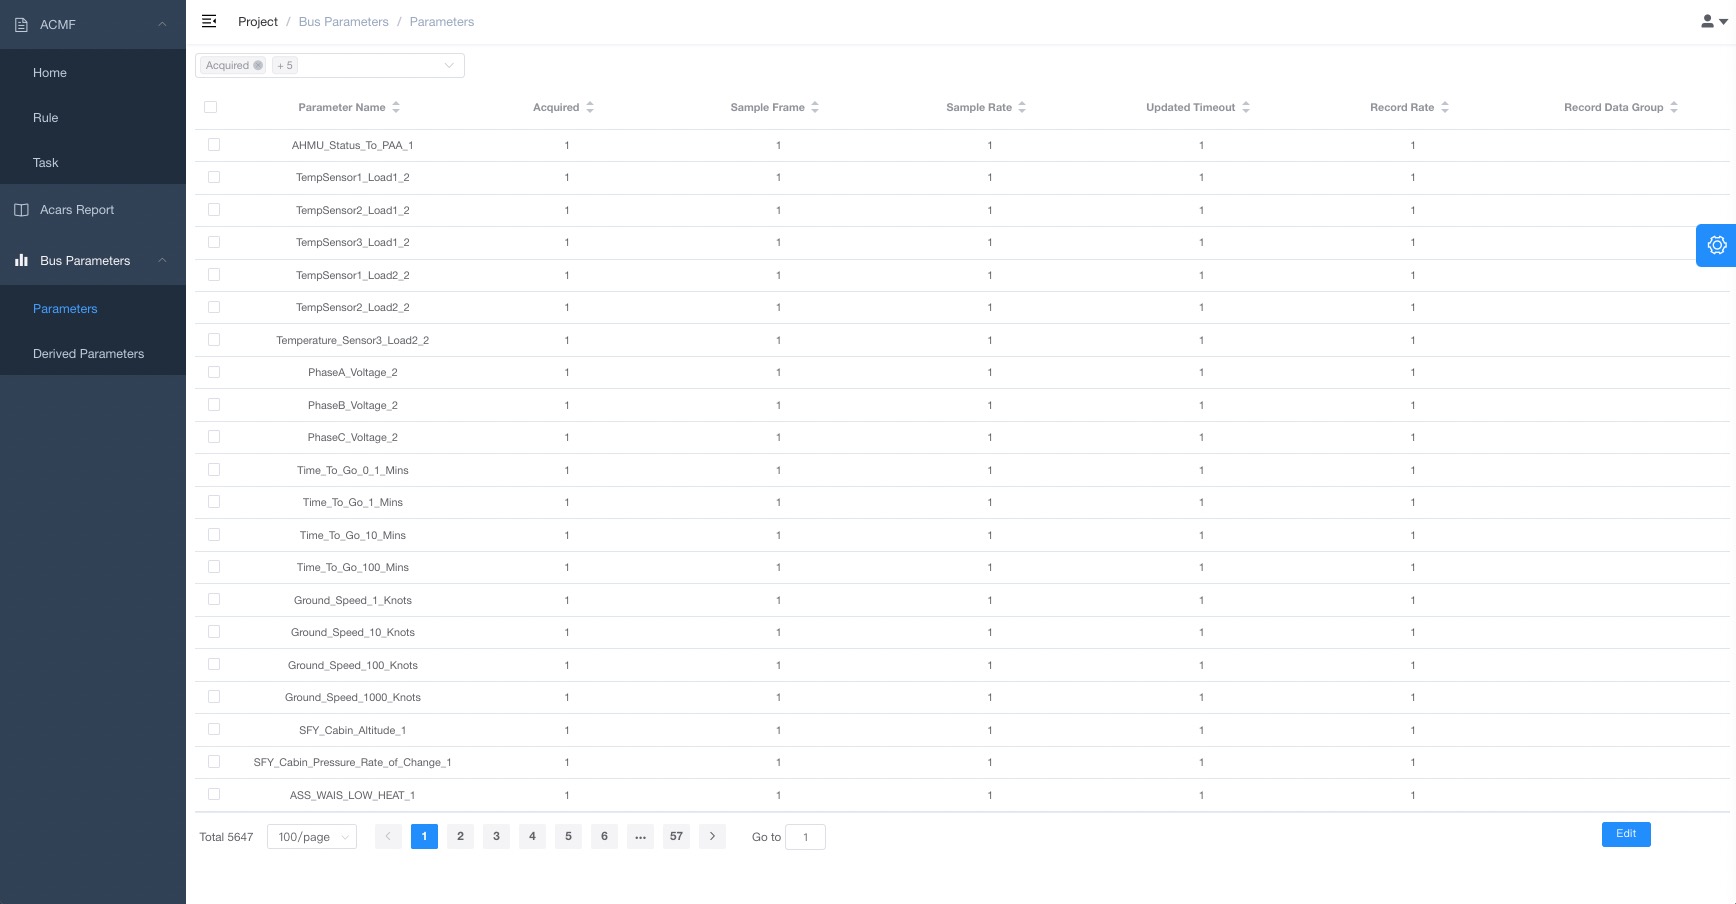 ACMF
Home
Rule
Task
Acars Report
Bus Parameters
Parameters
Derived Parameters
Project / Bus Parameters / Parameters
Acquired + 5
Parameter Name Acquired Sample Frame Sample Rate Updated Timeout Record Rate Record Data Group
AHMU_Status_To_PAA_1 1 1 1 1 1
TempSensor1_Load1_2 1 1 1 1 1
TempSensor2_Load1_2 1 1 1 1 1
TempSensor3_Load1_2 1 1 1 1 1
TempSensor1_Load2_2 1 1 1 1 1
TempSensor2_Load2_2 1 1 1 1 1
Temperature_Sensor3_Load2_2 1 1 1 1 1
PhaseA_Voltage_2 1 1 1 1 1
PhaseB_Voltage_2 1 1 1 1 1
PhaseC_Voltage_2 1 1 1 1 1
Time_To_Go_0_1_Mins 1 1 1 1 1
Time_To_Go_1_Mins 1 1 1 1 1
Time_To_Go_10_Mins 1 1 1 1 1
Time_To_Go_100_Mins 1 1 1 1 1
Ground_Speed_1_Knots 1 1 1 1 1
Ground_Speed_10_Knots 1 1 1 1 1
Ground_Speed_100_Knots 1 1 1 1 1
Ground_Speed_1000_Knots 1 1 1 1 1
SFY_Cabin_Altitude_1 1 1 1 1 1
SFY_Cabin_Pressure_Rate_of_Change_1 1 1 1 1 1
ASS_WAIS_LOW_HEAT_1 1 1 1 1 1
Total 5647 100/page < 1 2 3 4 5 6 ... 57 > Go to 1 Edit